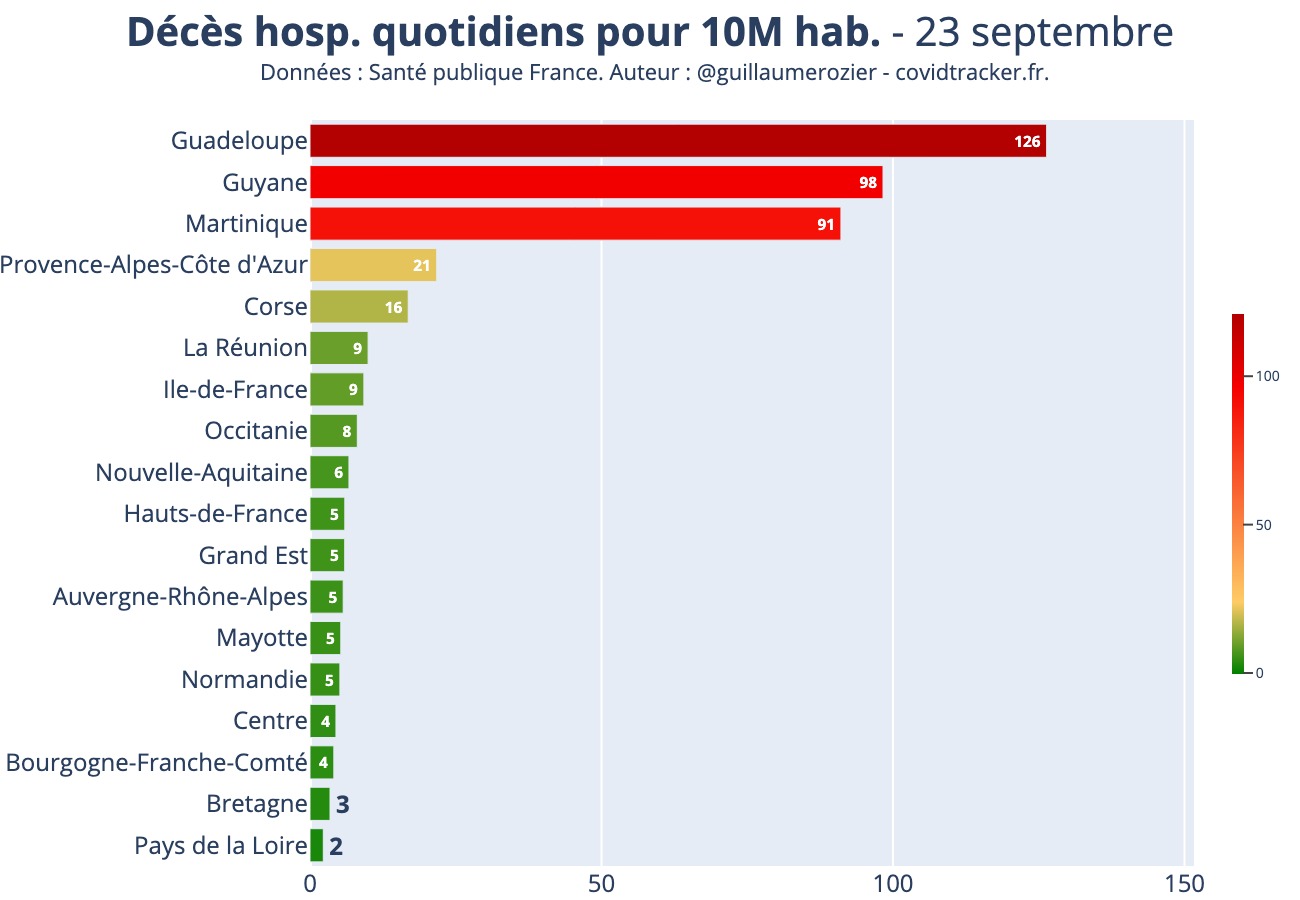 Décès hosp. quotidiens pour 10M hab. - 23 septembre
Données : Santé publique France. Auteur : @guillaumerozier - covidtracker.fr.
Guadeloupe 126
Guyane 98
Martinique 91
Provence-Alpes-Côte d'Azur 21
Corse 16
La Réunion 9
Ile-de-France 9
Occitanie 8
Nouvelle-Aquitaine 6
Hauts-de-France 5
Grand Est 5
Auvergne-Rhône-Alpes 5
Mayotte 5
Normandie 5
Centre 4
Bourgogne-Franche-Comté 4
Bretagne 3
Pays de la Loire 2
0 50 100 150
100
50
0